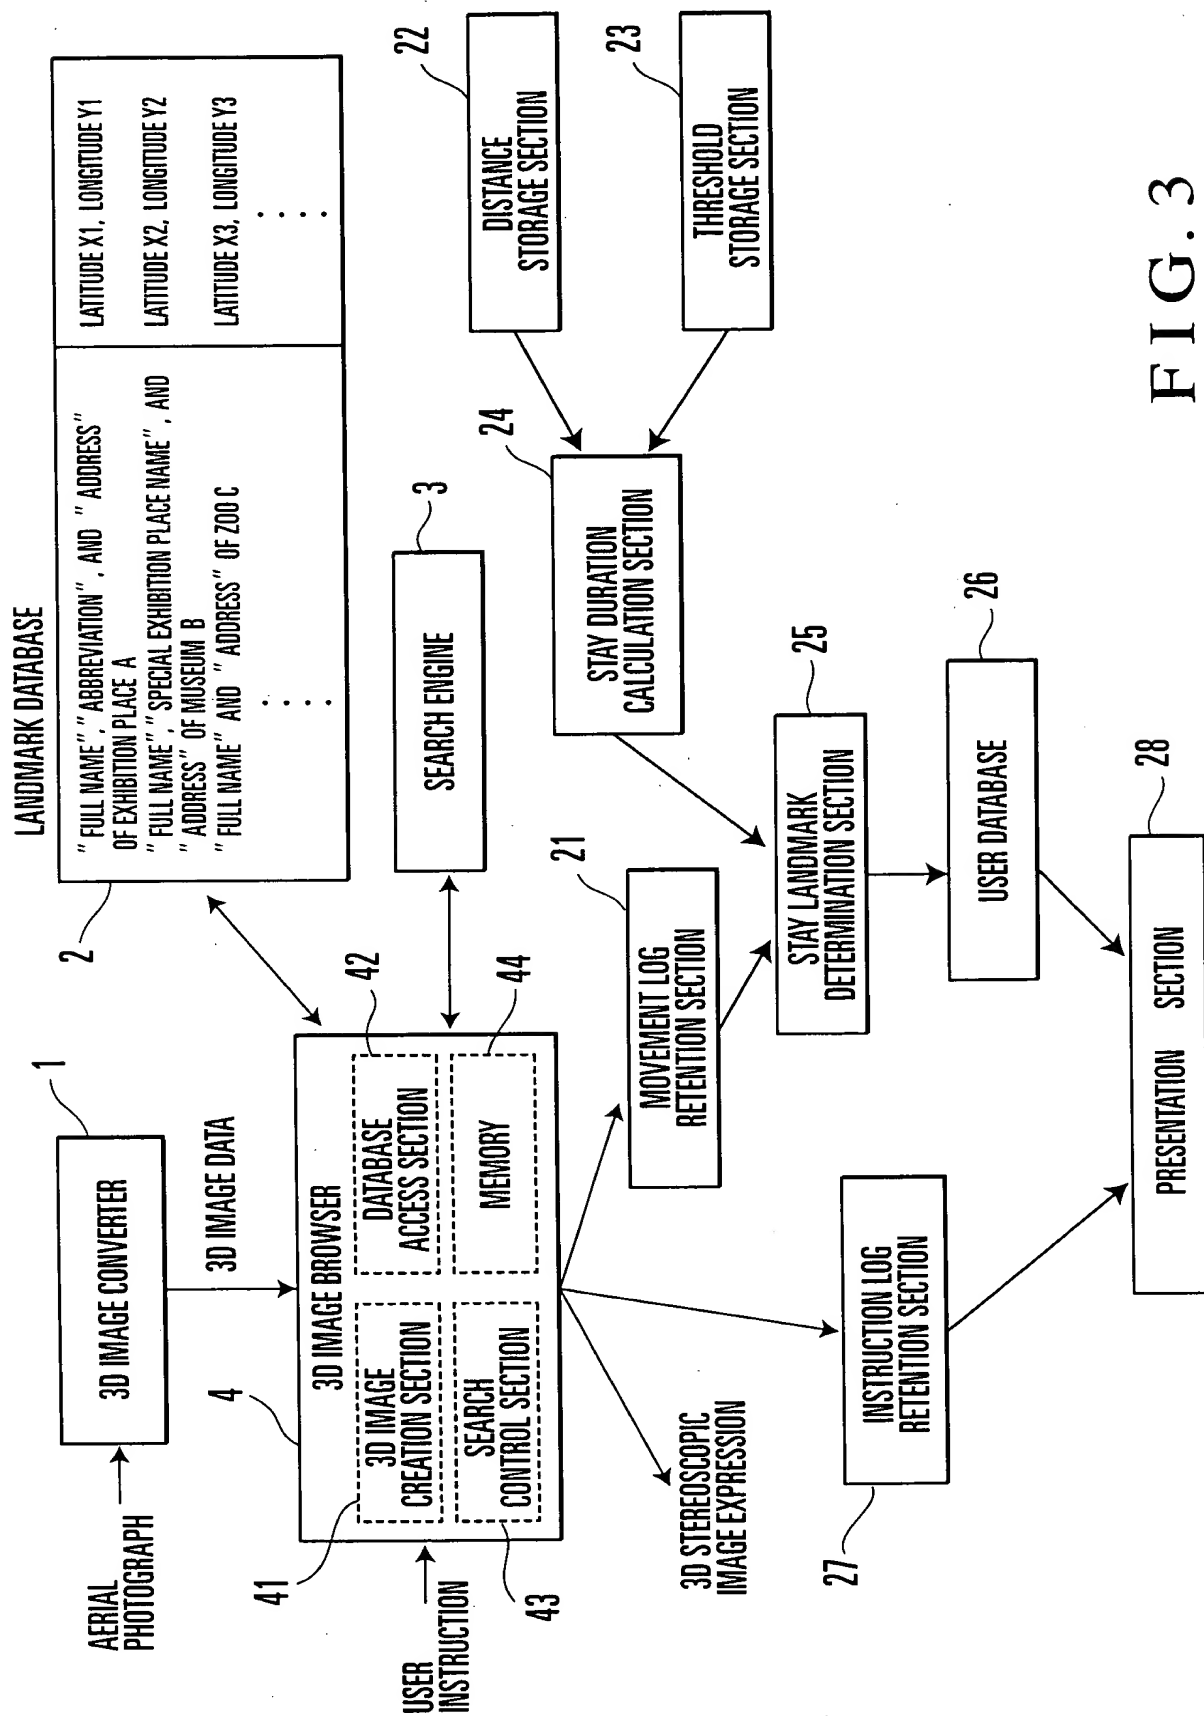 LANDMARK DATABASE
2
" FULL NAME", " ABBREVIATION" , AND " ADDRESS"
OF EXHIBITION PLACE A
" FULL NAME", " SPECIAL EXHIBITION PLACE NAME" , AND
" ADDRESS" OF MUSEUM B
" FULL NAME" AND " ADDRESS" OF ZOO C
. . . .
LATITUDE X1, LONGITUDE Y1
LATITUDE X2, LONGITUDE Y2
LATITUDE X3, LONGITUDE Y3
. . . .
AERIAL
PHOTOGRAPH
1
3D IMAGE CONVERTER
3D IMAGE DATA
USER
INSTRUCTION
4
3D IMAGE BROWSER
41
3D IMAGE
CREATION SECTION
42
DATABASE
ACCESS SECTION
43
SEARCH
CONTROL SECTION
44
MEMORY
3
SEARCH ENGINE
3D STEREOSCOPIC
IMAGE EXPRESSION
21
MOVEMENT LOG
RETENTION SECTION
22
DISTANCE
STORAGE SECTION
23
THRESHOLD
STORAGE SECTION
24
STAY DURATION
CALCULATION SECTION
25
STAY LANDMARK
DETERMINATION SECTION
26
USER DATABASE
27
INSTRUCTION LOG
RETENTION SECTION
28
PRESENTATION SECTION
FIG. 3